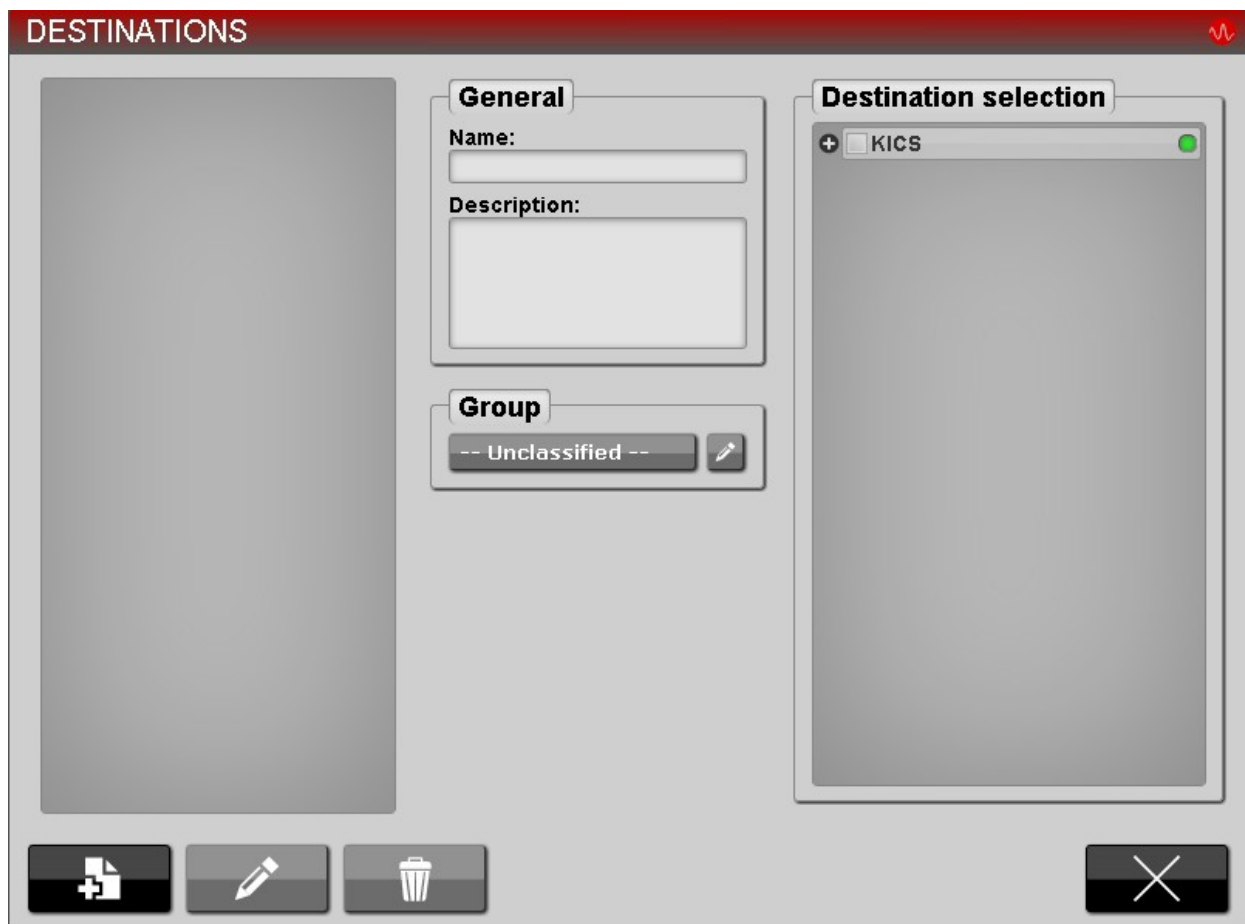 DESTINATIONS
General
Name:
Description:
Group
-- Unclassified --
Destination selection
KICS